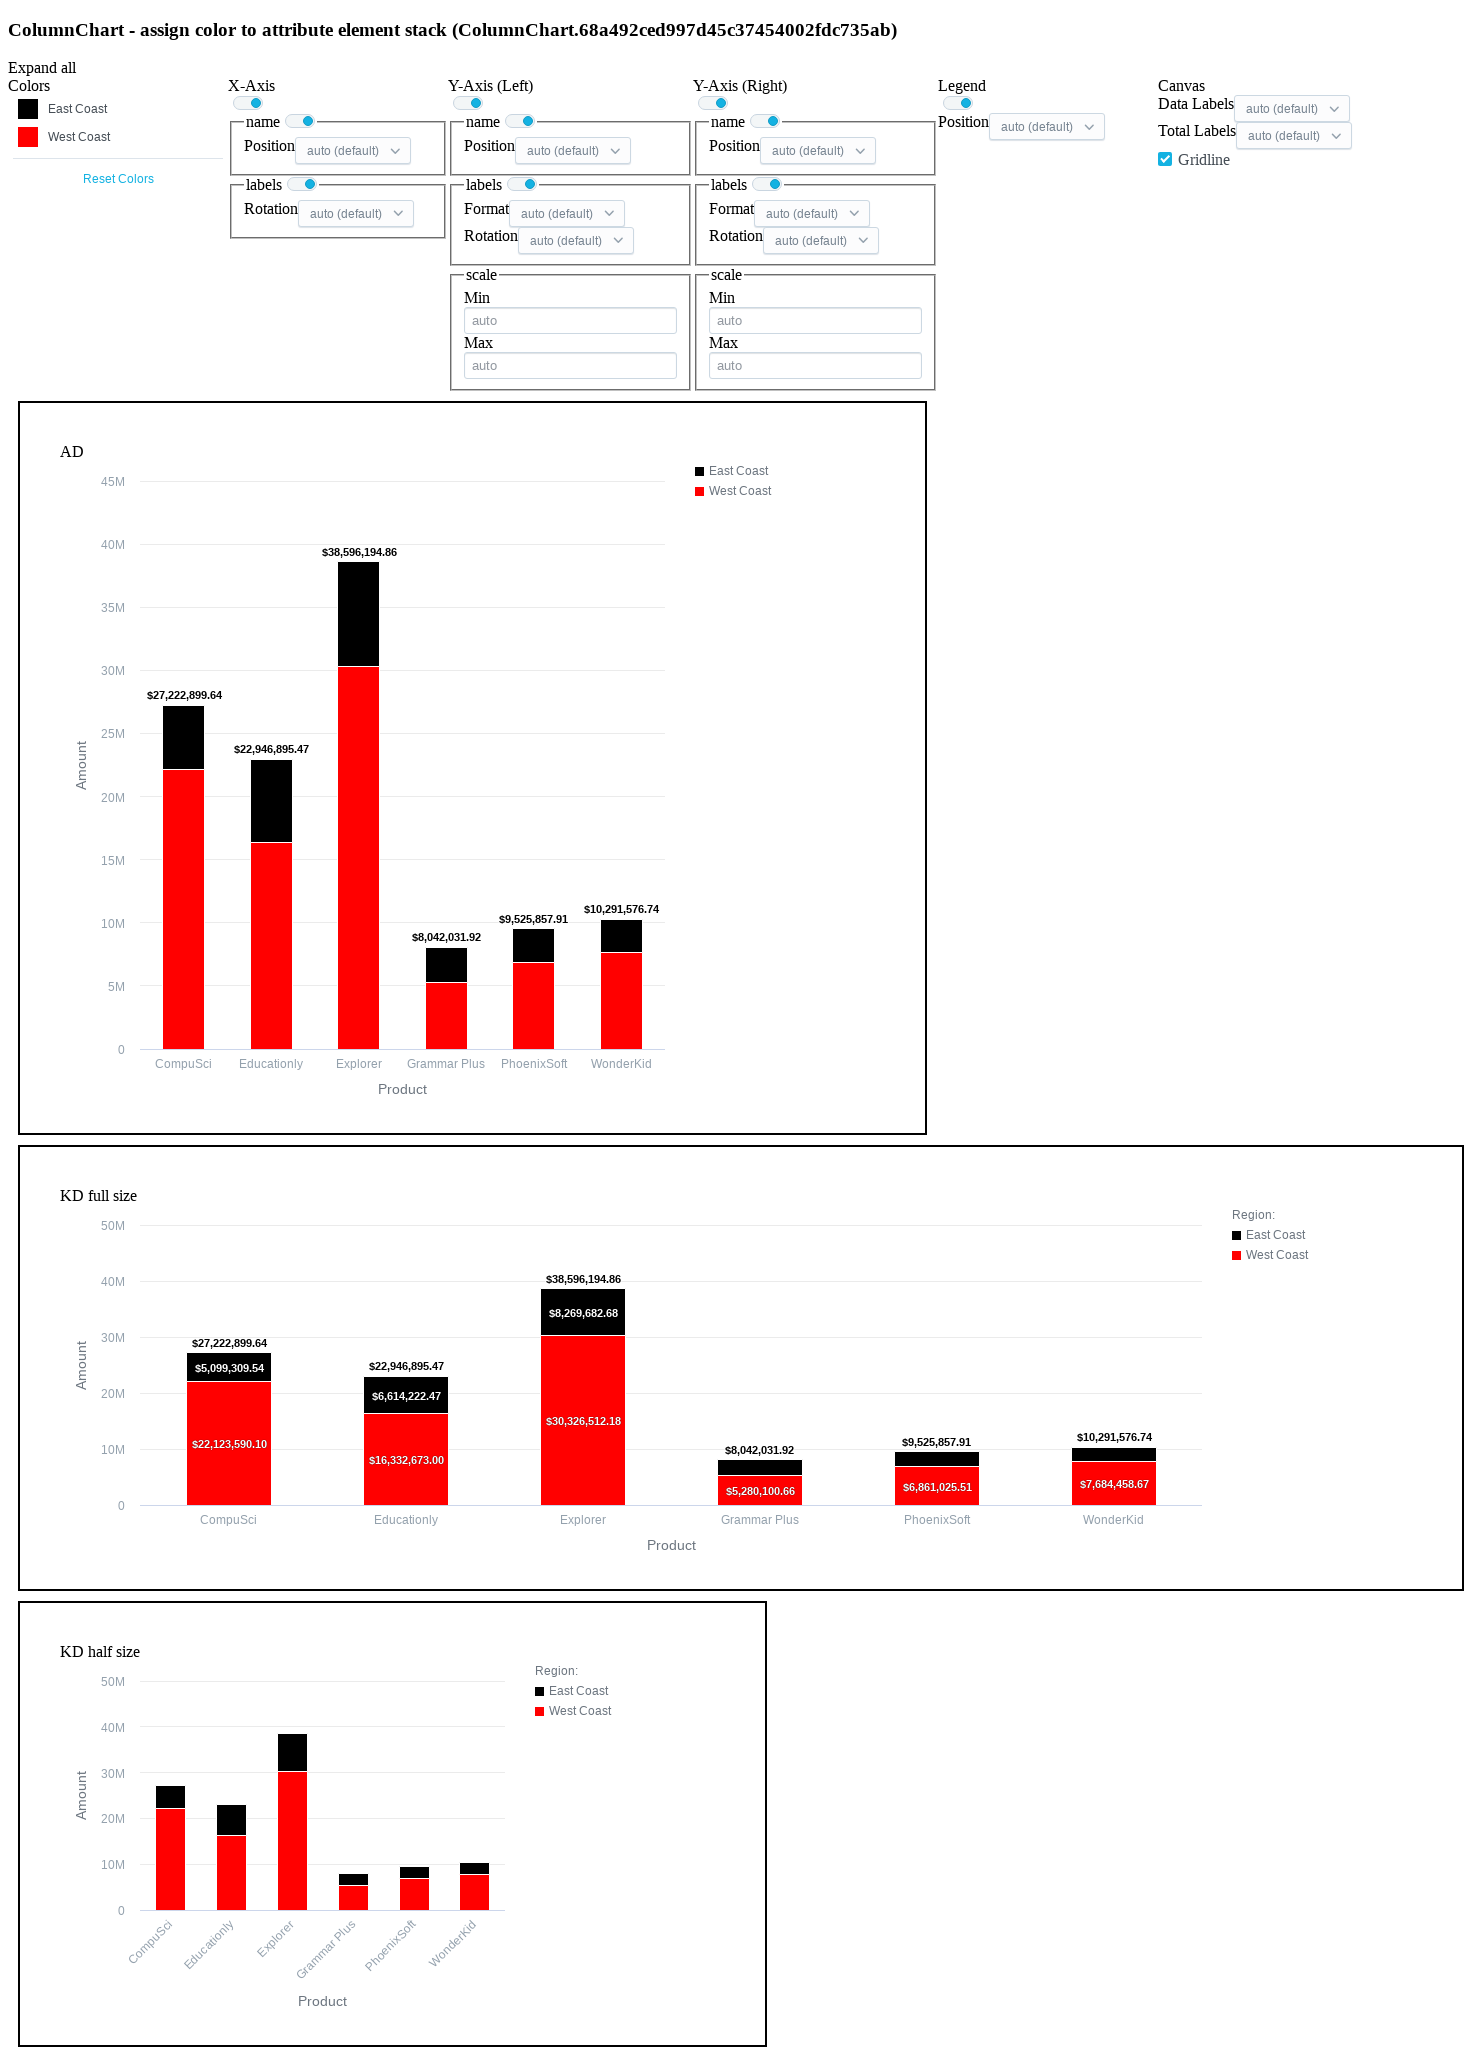 ColumnChart - assign color to attribute element stack (ColumnChart.68a492ced997d45c37454002fdc735ab)
Expand all
Colors
East Coast
West Coast
Reset Colors
X-Axis
name
Position auto (default)
labels
Rotation auto (default)
Y-Axis (Left)
name
Position auto (default)
labels
Format auto (default)
Rotation auto (default)
scale
Min
auto
Max
auto
Y-Axis (Right)
name
Position auto (default)
labels
Format auto (default)
Rotation auto (default)
scale
Min
auto
Max
auto
Legend
Position auto (default)
Canvas
Data Labels auto (default)
Total Labels auto (default)
Gridline
AD
45M
40M
35M
30M
25M
20M
15M
10M
5M
0
Amount
$27,222,899.64
$22,946,895.47
$38,596,194.86
$8,042,031.92
$9,525,857.91
$10,291,576.74
CompuSci
Educationly
Explorer
Grammar Plus
PhoenixSoft
WonderKid
Product
East Coast
West Coast
KD full size
50M
40M
30M
20M
10M
0
Amount
$27,222,899.64
$5,099,309.54
$22,123,590.10
$22,946,895.47
$6,614,222.47
$16,332,673.00
$38,596,194.86
$8,269,682.68
$30,326,512.18
$8,042,031.92
$5,280,100.66
$9,525,857.91
$6,861,025.51
$10,291,576.74
$7,684,458.67
CompuSci
Educationly
Explorer
Grammar Plus
PhoenixSoft
WonderKid
Product
Region:
East Coast
West Coast
KD half size
50M
40M
30M
20M
10M
0
Amount
CompuSci
Educationly
Explorer
Grammar Plus
PhoenixSoft
WonderKid
Product
Region:
East Coast
West Coast